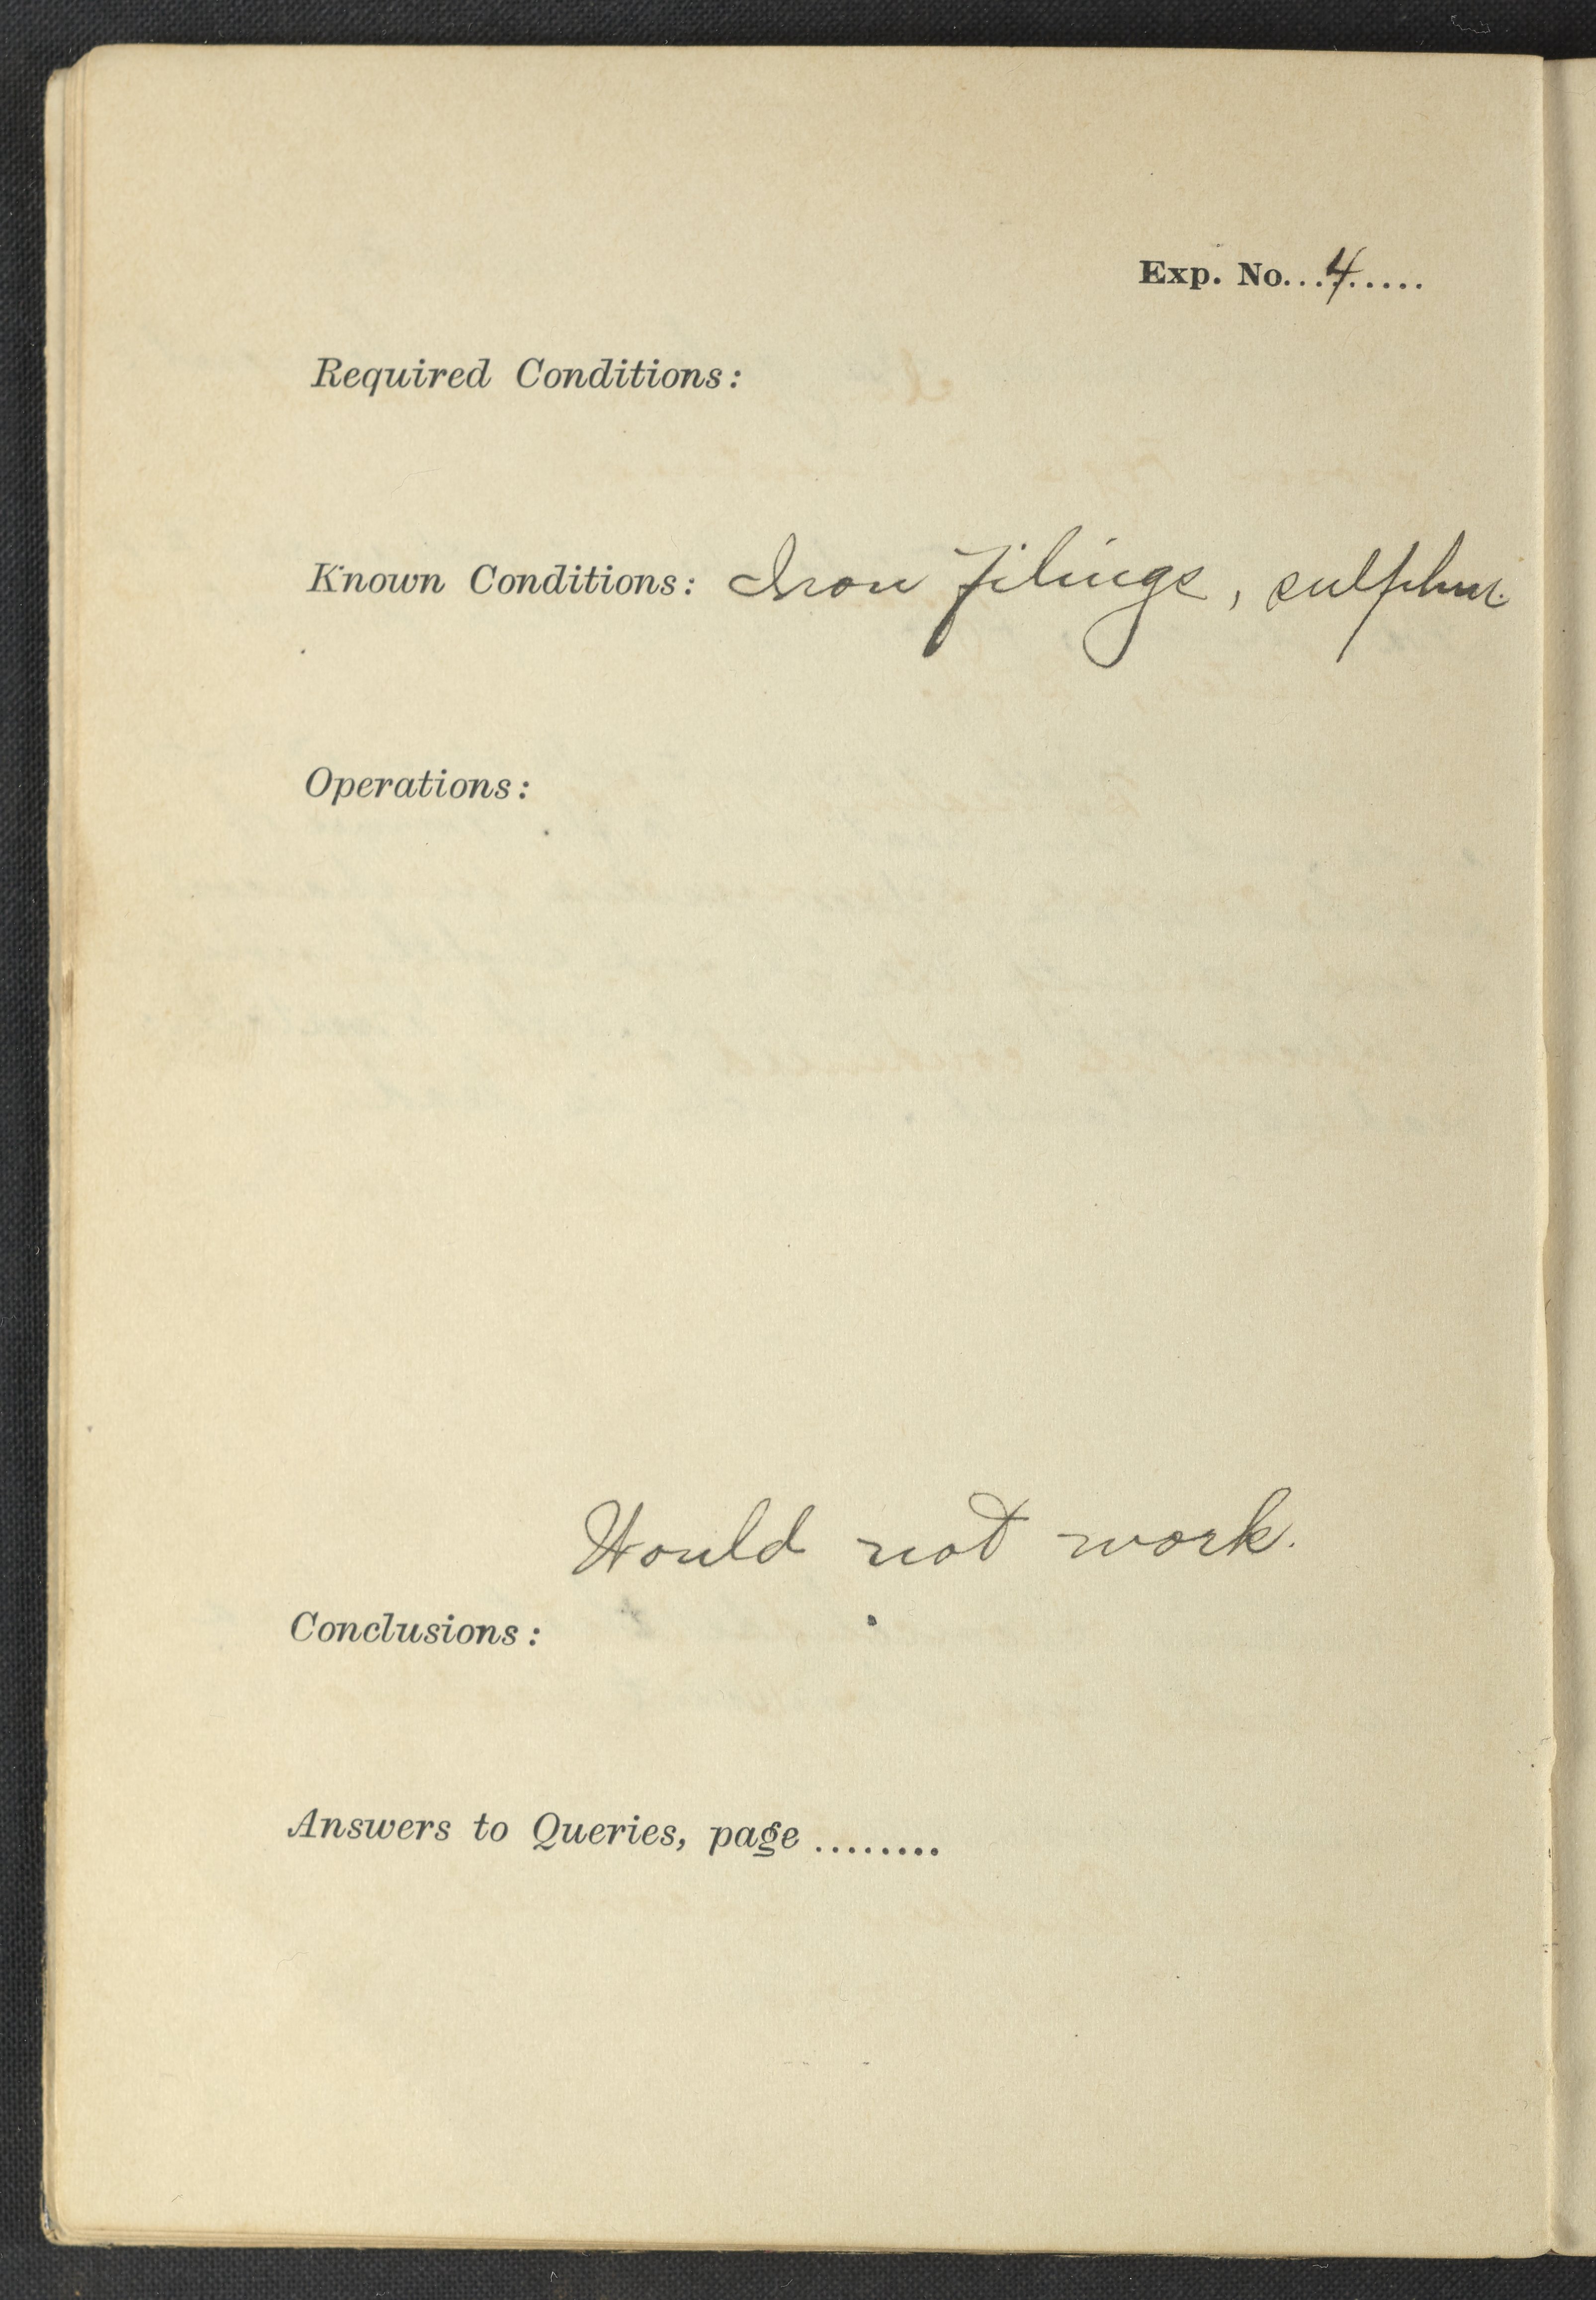 Exp. No...4.....
Required Conditions:
Known Conditions: Iron filings, sulphur.
Operations:
Would not work.
Conclusions:
Answers to Queries, page ........